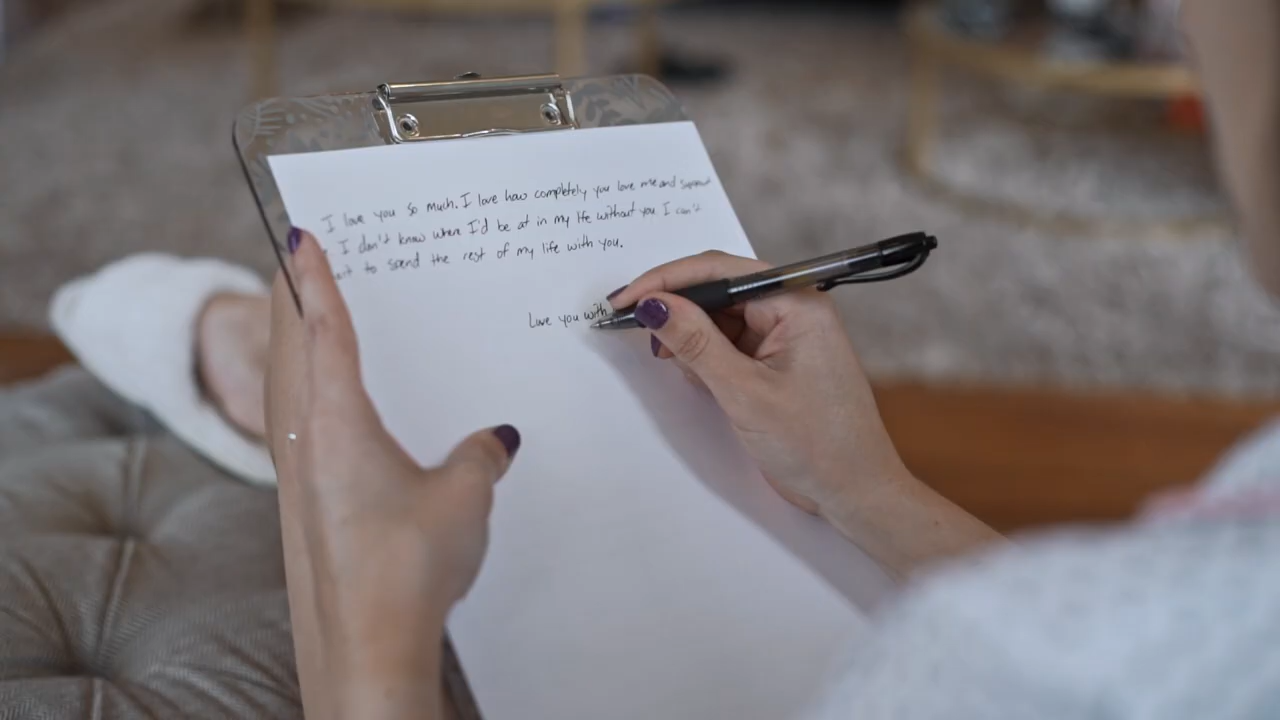 I love you so much. I love how completely you love me and support
I don't know where I'd be at in my life without you I can't
to spend the rest of my life with you.
Love you with